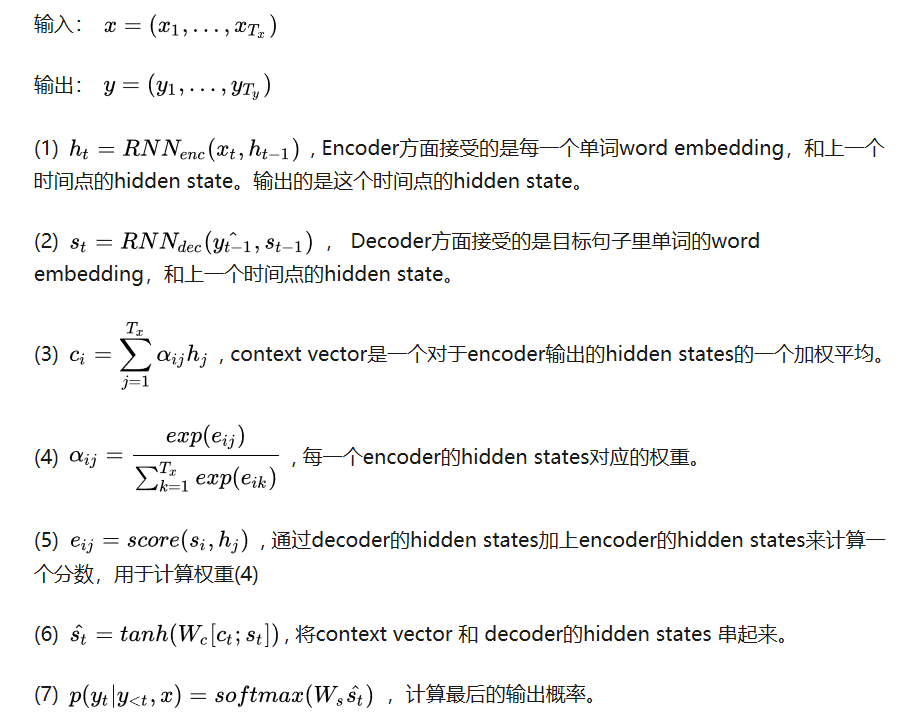 输入： $x = (x_1, \ldots, x_{T_x})$
输出： $y = (y_1, \ldots, y_{T_y})$
(1) $h_t = RNN_{enc}(x_t, h_{t-1})$ , Encoder方面接受的是每一个单词word embedding，和上一个
时间点的hidden state。输出的是这个时间点的hidden state。
(2) $s_t = RNN_{dec}(\hat{y_{t-1}}, s_{t-1})$ ， Decoder方面接受的是目标句子里单词的word
embedding，和上一个时间点的hidden state。
(3) $c_i = \sum_{j=1}^{T_x} \alpha_{ij} h_j$ , context vector是一个对于encoder输出的hidden states的一个加权平均。
(4) $\alpha_{ij} = \frac{exp(e_{ij})}{\sum_{k=1}^{T_x} exp(e_{ik})}$ , 每一个encoder的hidden states对应的权重。
(5) $e_{ij} = score(s_i, h_j)$ , 通过decoder的hidden states加上encoder的hidden states来计算一
个分数，用于计算权重(4)
(6) $\hat{s}_t = tanh(W_c[c_t; s_t])$ , 将context vector 和 decoder的hidden states 串起来。
(7) $p(y_t|y_{<t}, x) = softmax(W_s \hat{s}_t)$ ，计算最后的输出概率。